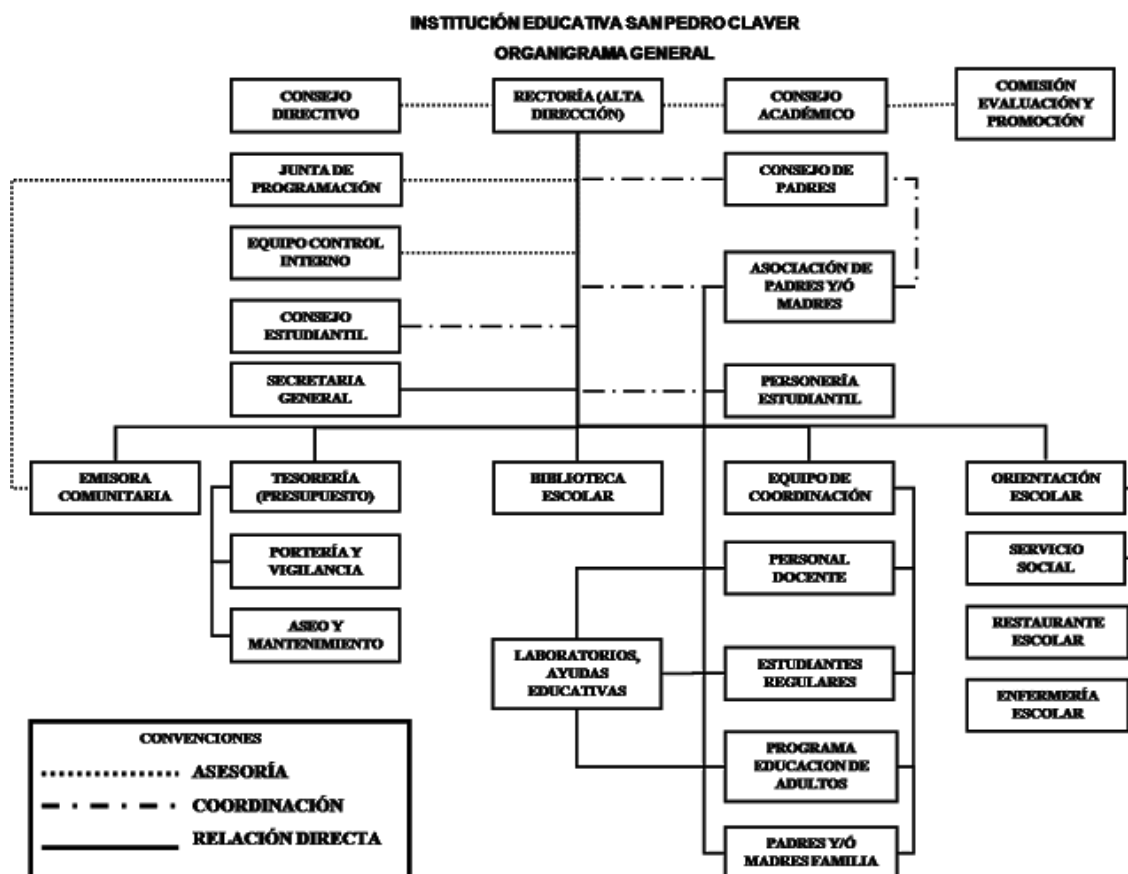 INSTITUCIÓN EDUCATIVA SAN PEDRO CLAVER
ORGANIGRAMA GENERAL
CONSEJO
DIRECTIVO
RECTORÍA (ALTA
DIRECCIÓN)
CONSEJO
ACADÉMICO
COMISIÓN
EVALUACIÓN Y
PROMOCIÓN
JUNTA DE
PROGRAMACIÓN
CONSEJO DE
PADRES
EQUIPO CONTROL
INTERNO
ASOCIACIÓN DE
PADRES Y/Ó
MADRES
CONSEJO
ESTUDIANTIL
SECRETARIA
GENERAL
PERSONERÍA
ESTUDIANTIL
EMISORA
COMUNITARIA
TESORERÍA
(PRESUPUESTO)
BIBLIOTECA
ESCOLAR
EQUIPO DE
COORDINACIÓN
ORIENTACIÓN
ESCOLAR
PORTERÍA Y
VIGILANCIA
PERSONAL
DOCENTE
SERVICIO
SOCIAL
ASEO Y
MANTENIMIENTO
LABORATORIOS,
AYUDAS
EDUCATIVAS
ESTUDIANTES
REGULARES
RESTAURANTE
ESCOLAR
ENFERMERÍA
ESCOLAR
PROGRAMA
EDUCACION DE
ADULTOS
PADRES Y/Ó
MADRES FAMILIA
CONVENCIONES
ASESORÍA
COORDINACIÓN
RELACIÓN DIRECTA